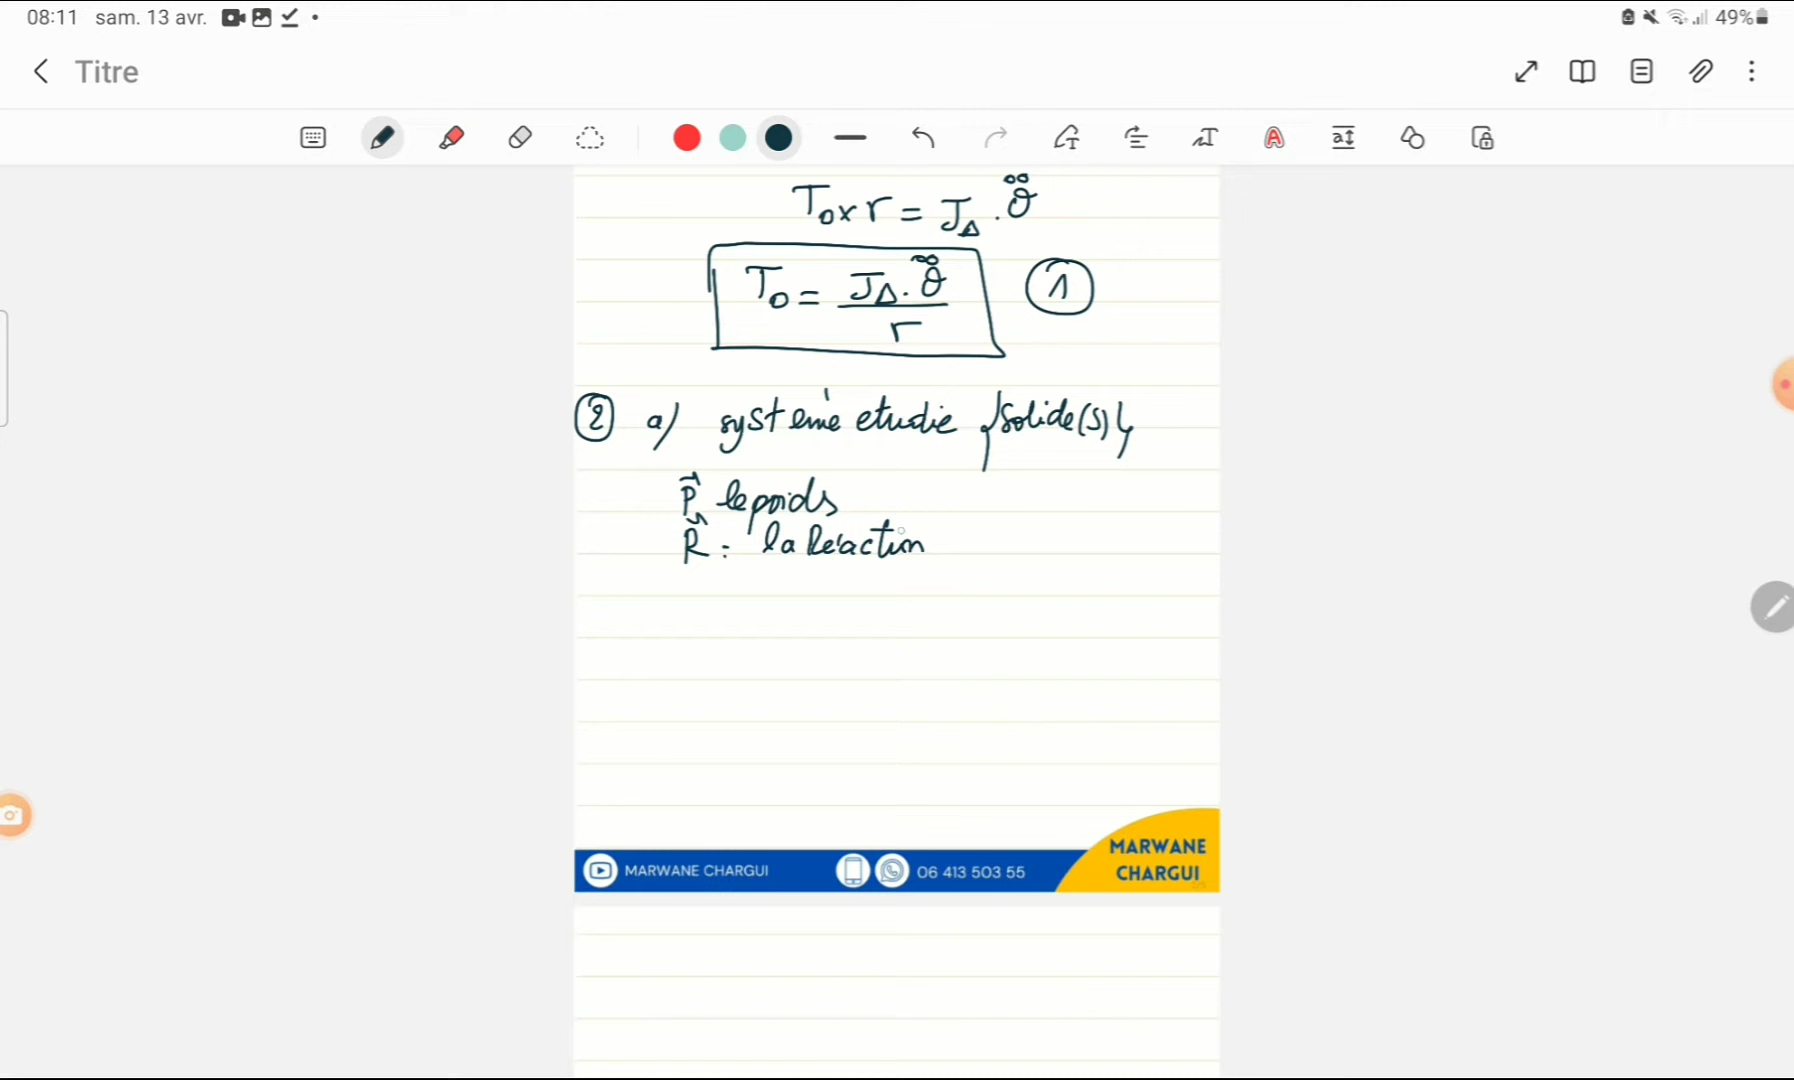 08:11 sam. 13 avr. 49%
Titre
T₀ × r = J_Δ . θ̈
T₀ = J_Δ . θ̈ / r ①
② a) système etudie {solide(s)}
P⃗ le poids
R⃗ : la Réaction
MARWANE CHARGUI 06 413 503 55
MARWANE
CHARGUI